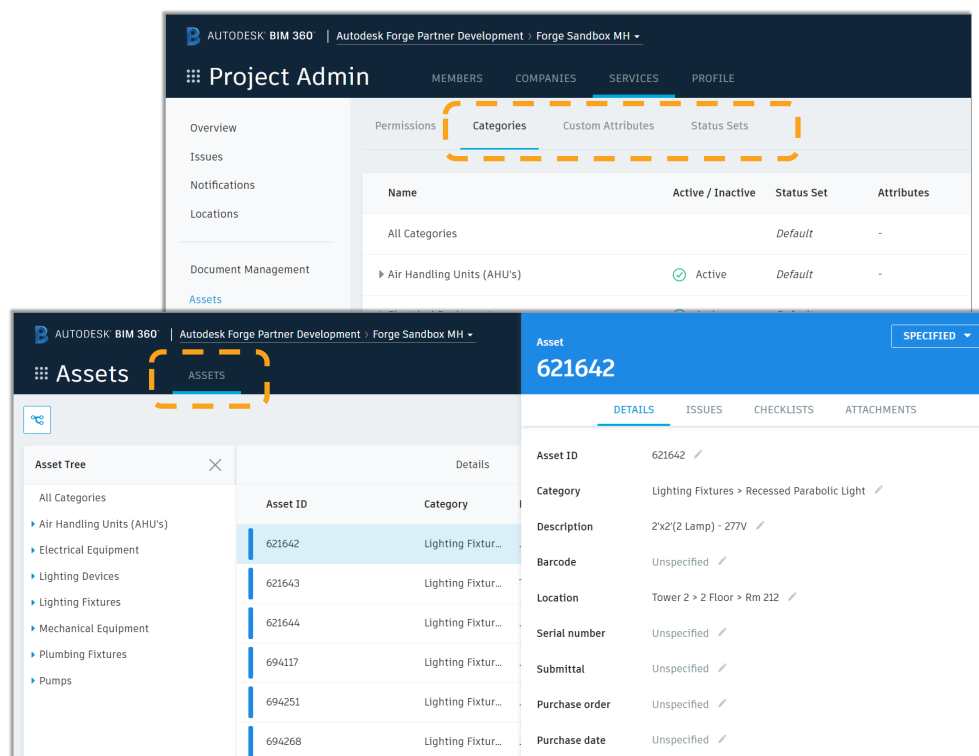 AUTODESK® BIM 360™ | Autodesk Forge Partner Development > Forge Sandbox MH
Project Admin MEMBERS COMPANIES SERVICES PROFILE
Overview
Issues
Notifications
Locations
Document Management
Assets
Permissions Categories Custom Attributes Status Sets
Name Active / Inactive Status Set Attributes
All Categories Default -
Air Handling Units (AHU's) Active Default -
AUTODESK® BIM 360™ | Autodesk Forge Partner Development > Forge Sandbox MH
Assets ASSETS
Asset Tree
All Categories
Air Handling Units (AHU's)
Electrical Equipment
Lighting Devices
Lighting Fixtures
Mechanical Equipment
Plumbing Fixtures
Pumps
Details
Asset ID Category
621642 Lighting Fixtur...
621643 Lighting Fixtur...
621644 Lighting Fixtur...
694117 Lighting Fixtur...
694251 Lighting Fixtur...
694268 Lighting Fixtur...
Asset
621642
SPECIFIED
DETAILS ISSUES CHECKLISTS ATTACHMENTS
Asset ID 621642
Category Lighting Fixtures > Recessed Parabolic Light
Description 2'x2'(2 Lamp) - 277V
Barcode Unspecified
Location Tower 2 > 2 Floor > Rm 212
Serial number Unspecified
Submittal Unspecified
Purchase order Unspecified
Purchase date Unspecified